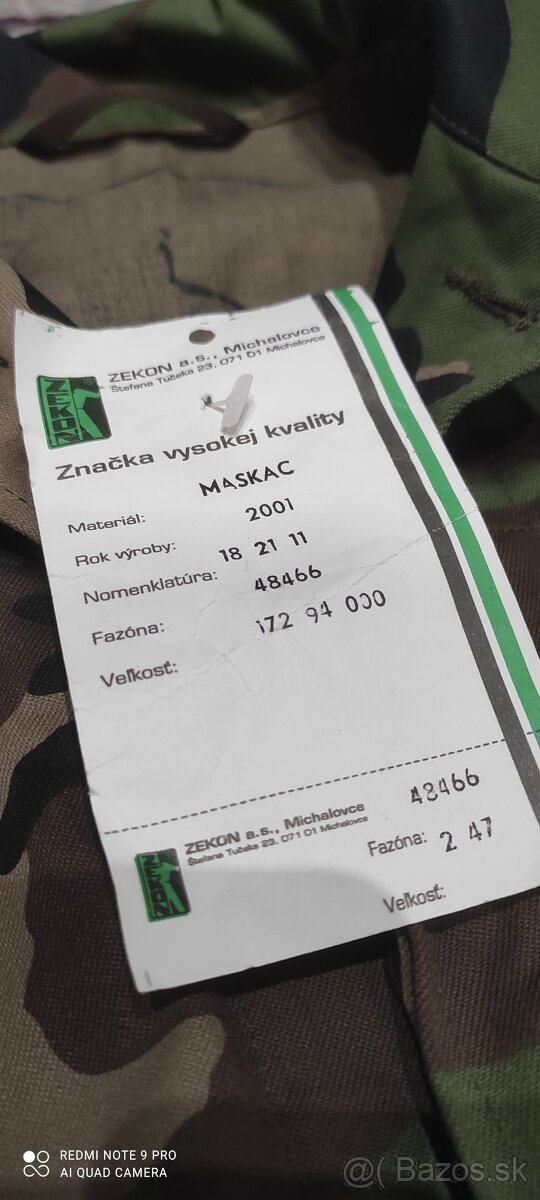 ZEKON a.s., Michalovce
Štefana Tučeka 23, 071 01 Michalovce
ZEKON ®
Značka vysokej kvality
MASKAC
Materiál:
2001
Rok výroby:
18 21 11
Nomenklatúra:
48466
Fazóna:
172 94 000
Veľkosť:
ZEKON a.s., Michalovce
Štefana Tučeka 23, 071 01 Michalovce
ZEKON
48466
Fazóna: 2 47
Veľkosť:
REDMI NOTE 9 PRO
AI QUAD CAMERA
@( Bazos.sk